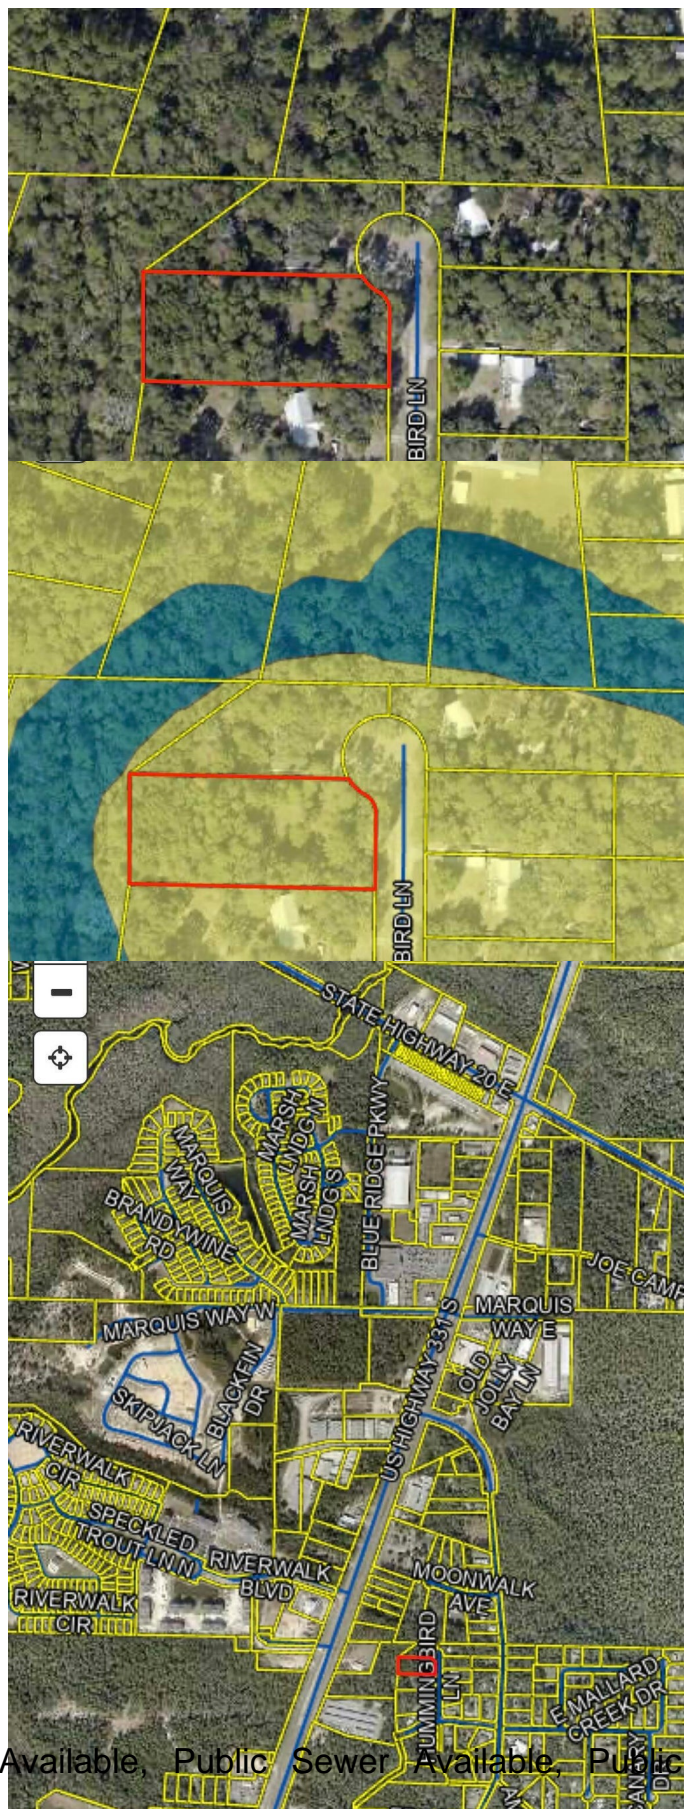 BIRD LN
BIRD LN
STATE HIGHWAY 20 E
MARSH
LNDG N
MARQUIS
WAY
BLUE RIDGE PKWY
MARSH
LNDG S
BRANDYWINE
RD
JOE CAMP
MARQUIS WAY W
MARQUIS
WAY E
US HIGHWAY 331 S
OLD
JOLLY
BAY LN
BLACKFIN
DR
SKIPJACK LN
RIVERWALK
CIR
SPECKLED
TROUT LN N
RIVERWALK
BLVD
MOONWALK
AVE
RIVERWALK
CIR
UMMINGBIRD
LN
E MALLARD
CREEK DR
Available, Public Sewer Available, Public